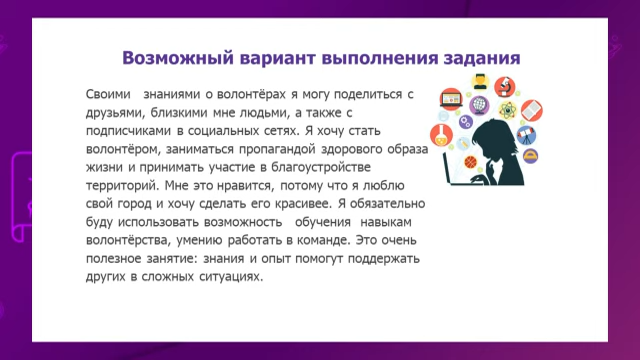 Возможный вариант выполнения задания
Своими знаниями о волонтёрах я могу поделиться с
друзьями, близкими мне людьми, а также с
подписчиками в социальных сетях. Я хочу стать
волонтёром, заниматься пропагандой здорового образа
жизни и принимать участие в благоустройстве
территорий. Мне это нравится, потому что я люблю
свой город и хочу сделать его красивее. Я обязательно
буду использовать возможность обучения навыкам
волонтёрства, умению работать в команде. Это очень
полезное занятие: знания и опыт помогут поддержать
других в сложных ситуациях.